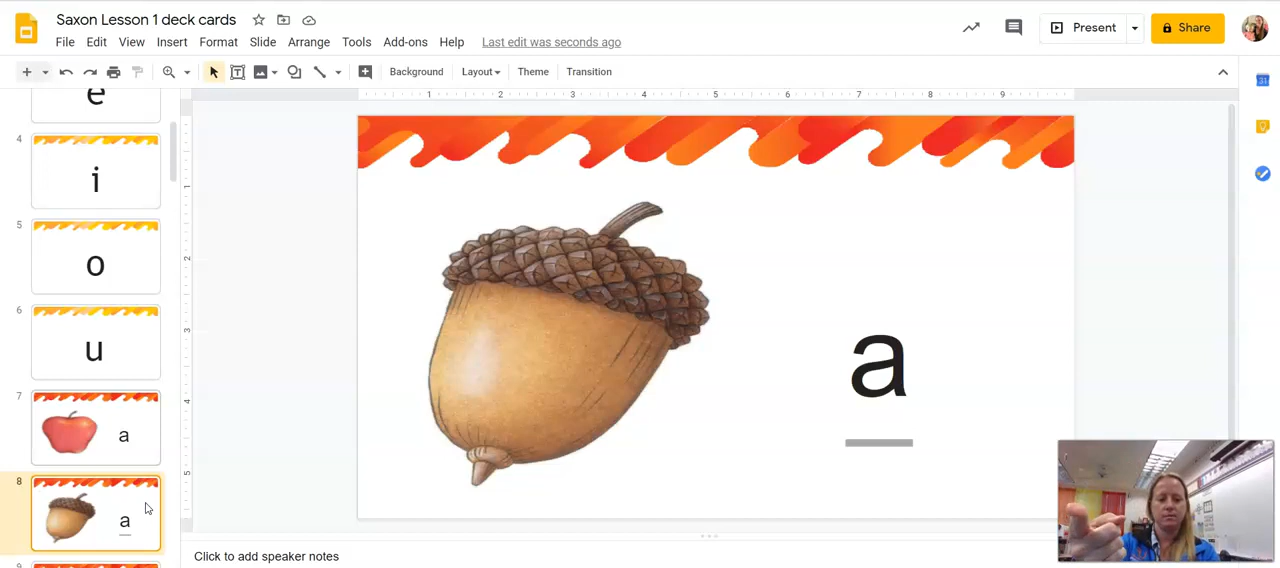 Saxon Lesson 1 deck cards
File Edit View Insert Format Slide Arrange Tools Add-ons Help Last edit was seconds ago
Present
Share
Background Layout Theme Transition
1 2 3 4 5 6 7 8 9
1
2
3
4
5
e
4
i
5
o
6
u
7
a
8
a
9
a
Click to add speaker notes
31